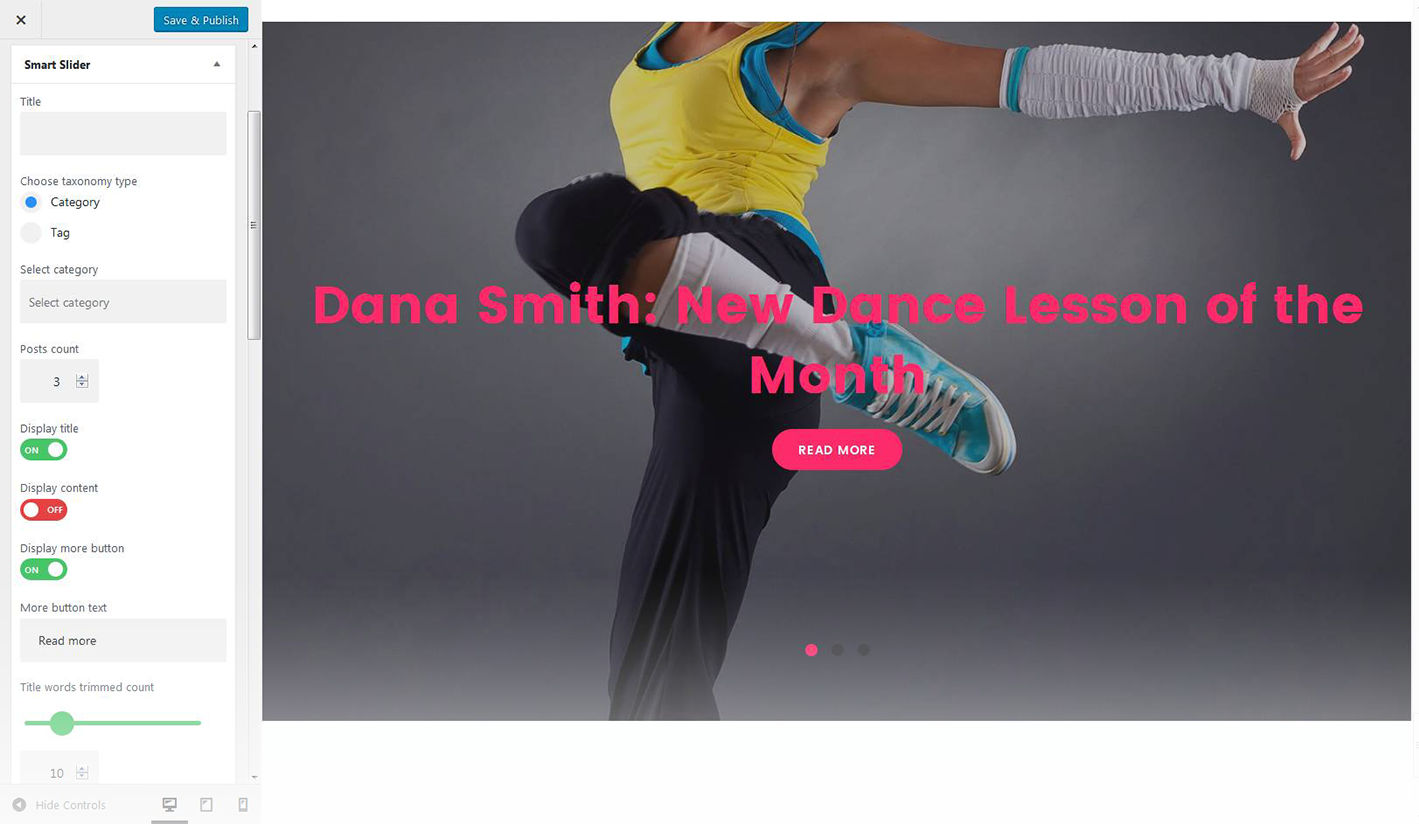 Save & Publish
Smart Slider
Title
Choose taxonomy type
Category
Tag
Select category
Select category
Posts count
3
Display title
ON
Display content
OFF
Display more button
ON
More button text
Read more
Title words trimmed count
10
Hide Controls
Dana Smith: New Dance Lesson of the
Month
READ MORE